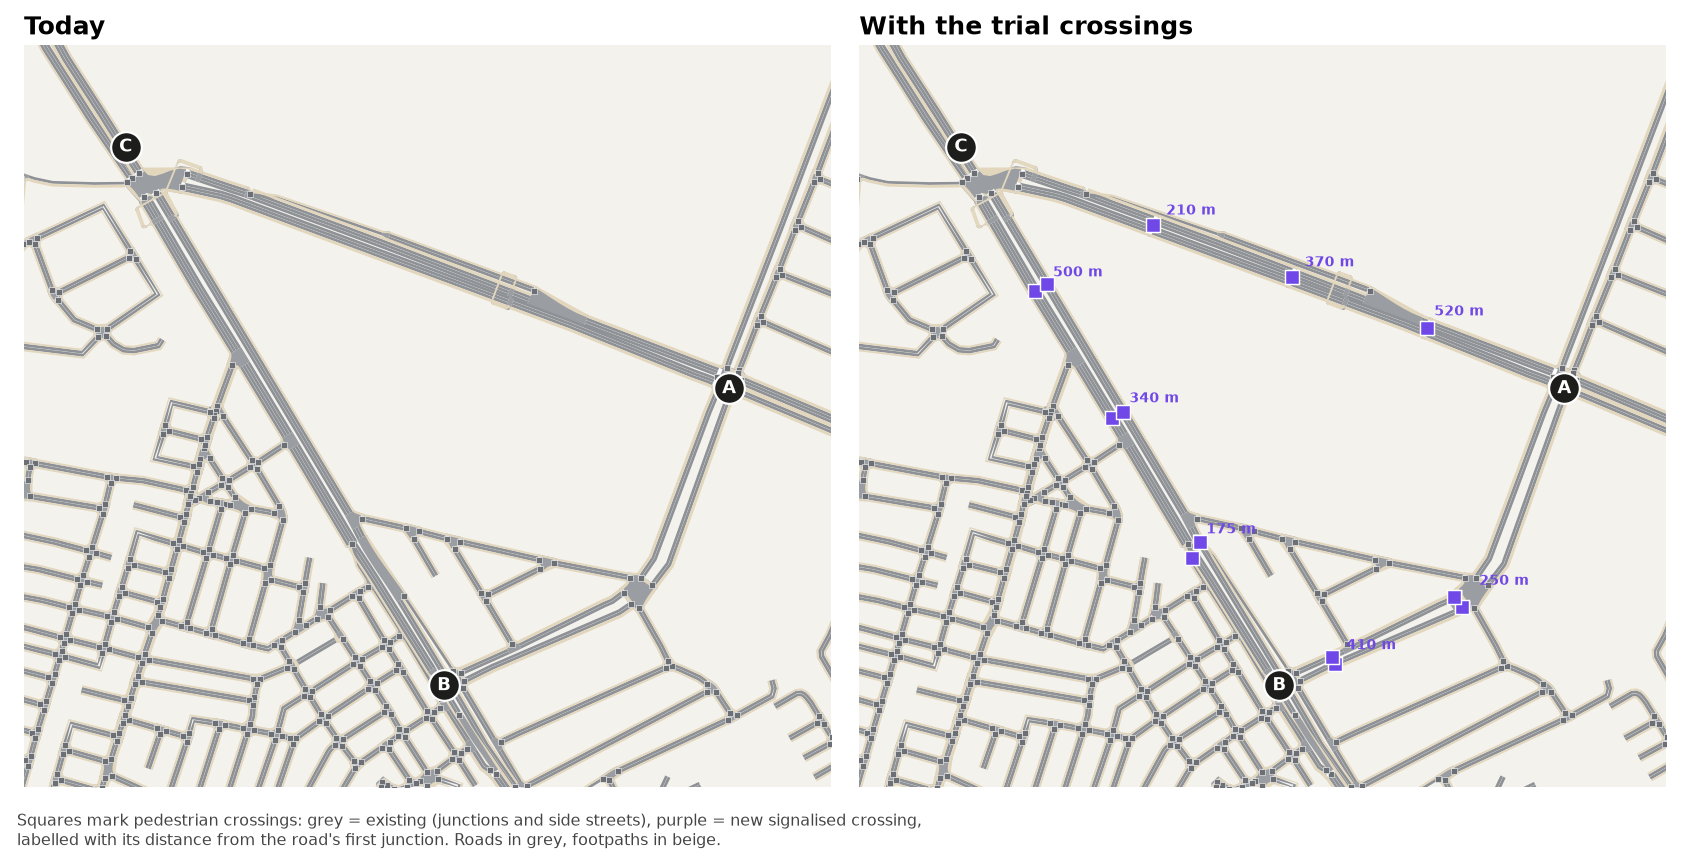 Today
With the trial crossings
C
A
B
C
210 m
370 m
500 m
520 m
A
340 m
175 m
250 m
410 m
B
Squares mark pedestrian crossings: grey = existing (junctions and side streets), purple = new signalised crossing,
labelled with its distance from the road's first junction. Roads in grey, footpaths in beige.